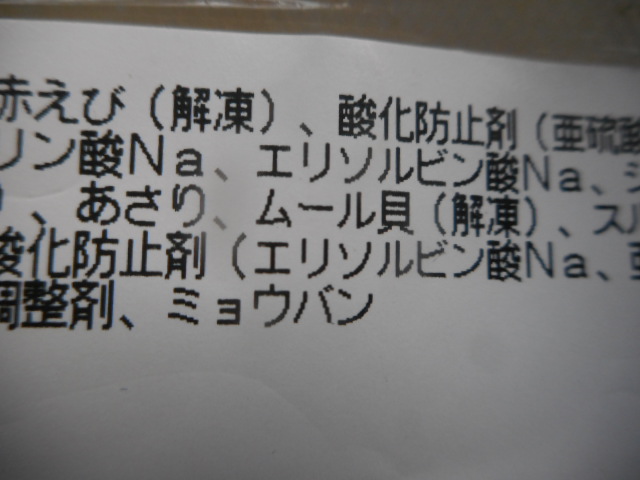 赤えび（解凍）、酸化防止剤（亜硫酸
リン酸Ｎａ、エリソルビン酸Ｎａ、
、あさり、ムール貝（解凍）、スル
酸化防止剤（エリソルビン酸Ｎａ、亜
調整剤、ミョウバン